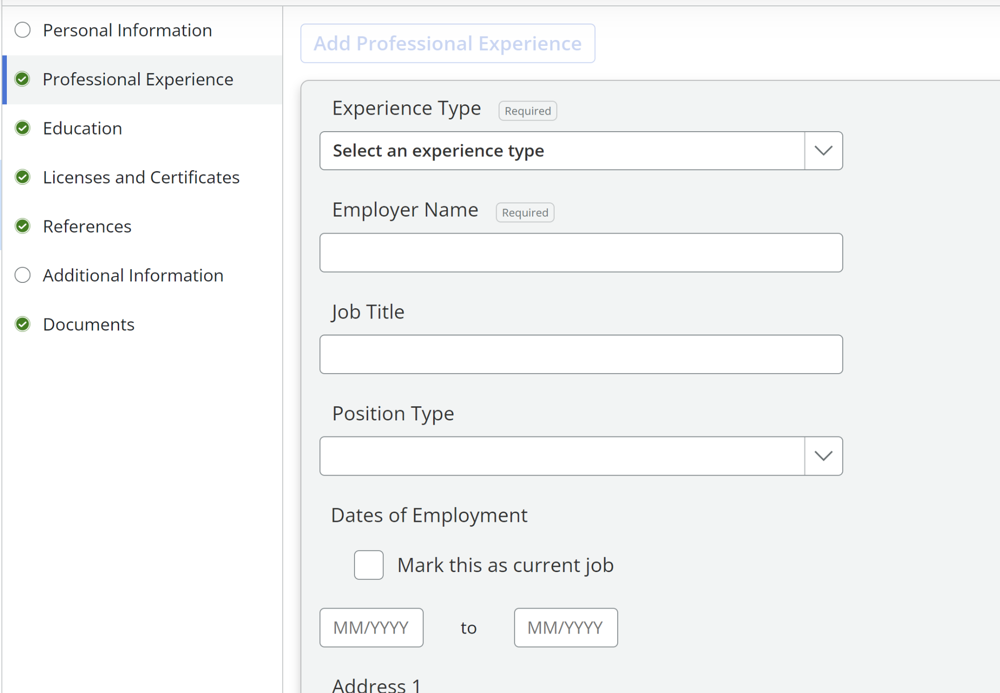 Personal Information
Professional Experience
Education
Licenses and Certificates
References
Additional Information
Documents
Add Professional Experience
Experience Type Required
Select an experience type
Employer Name Required
Job Title
Position Type
Dates of Employment
Mark this as current job
MM/YYYY to MM/YYYY
Address 1